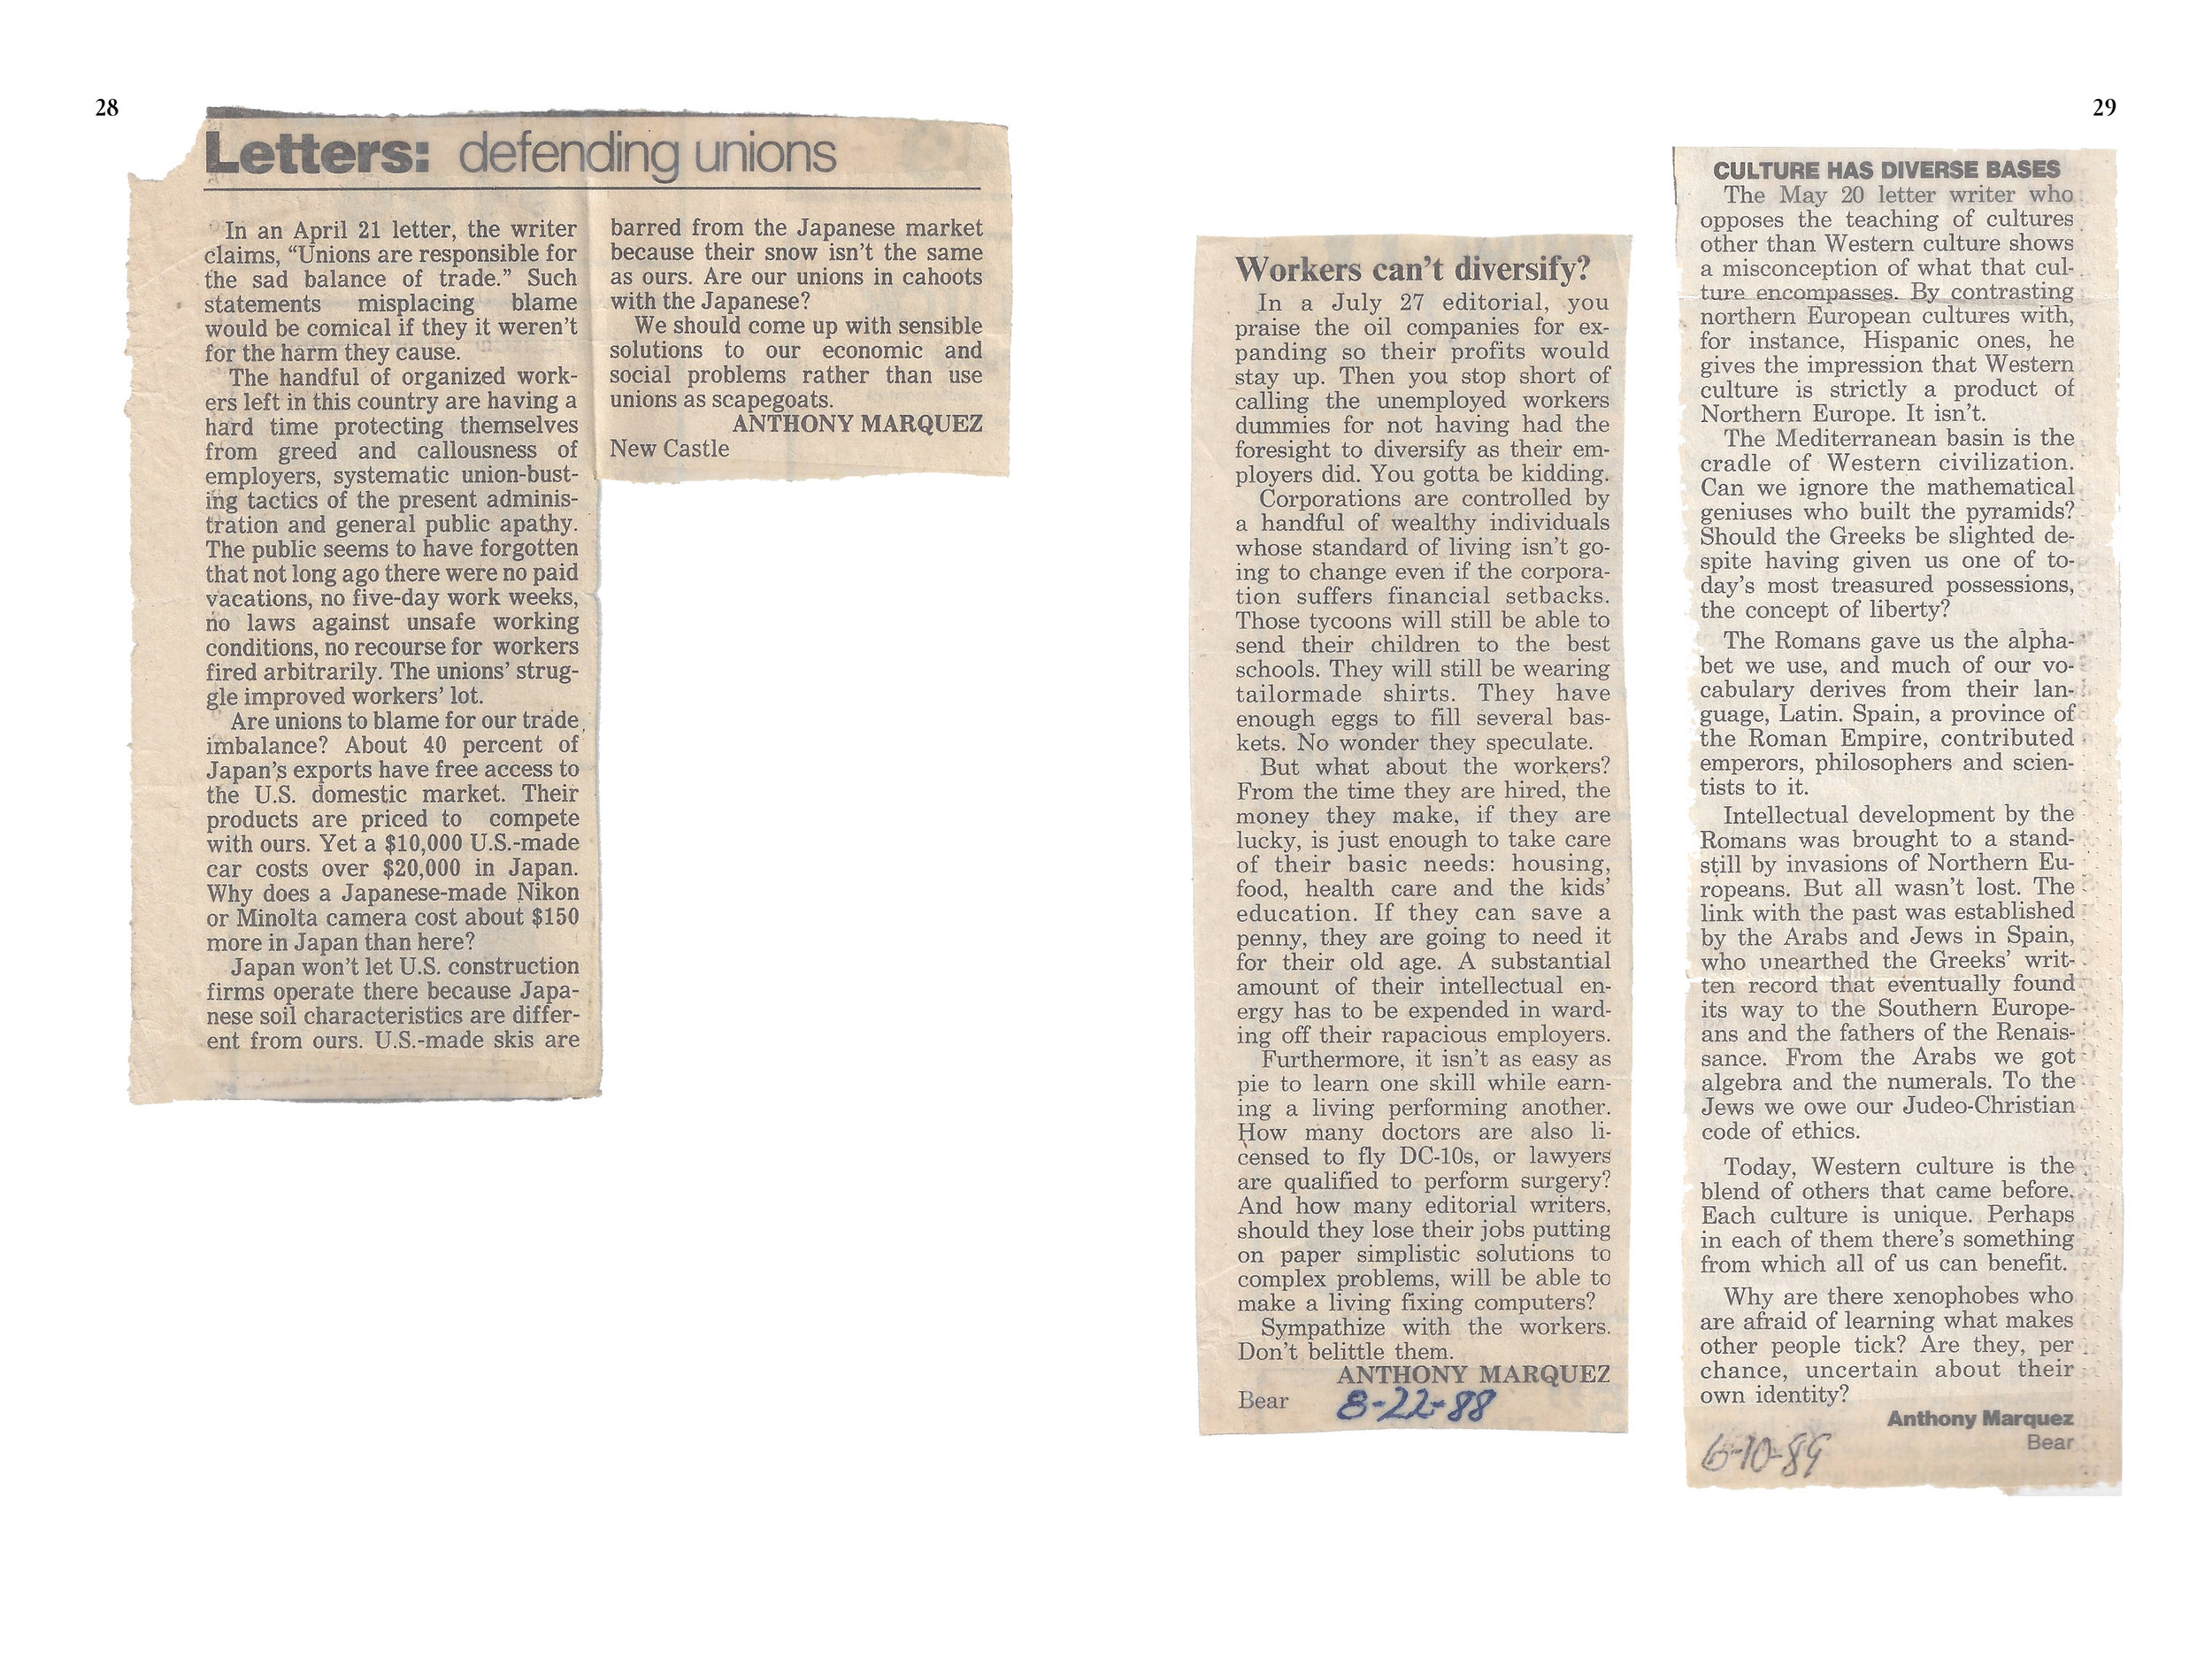 28
Letters: defending unions
In an April 21 letter, the writer
claims, “Unions are responsible for
the sad balance of trade.” Such
statements misplacing blame
would be comical if they it weren’t
for the harm they cause.
The handful of organized work-
ers left in this country are having a
hard time protecting themselves
from greed and callousness of
employers, systematic union-bust-
ing tactics of the present adminis-
tration and general public apathy.
The public seems to have forgotten
that not long ago there were no paid
vacations, no five-day work weeks,
no laws against unsafe working
conditions, no recourse for workers
fired arbitrarily. The unions’ strug-
gle improved workers’ lot.
Are unions to blame for our trade
imbalance? About 40 percent of
Japan’s exports have free access to
the U.S. domestic market. Their
products are priced to compete
with ours. Yet a $10,000 U.S.-made
car costs over $20,000 in Japan.
Why does a Japanese-made Nikon
or Minolta camera cost about $150
more in Japan than here?
Japan won’t let U.S. construction
firms operate there because Japa-
nese soil characteristics are differ-
ent from ours. U.S.-made skis are
barred from the Japanese market
because their snow isn’t the same
as ours. Are our unions in cahoots
with the Japanese?
We should come up with sensible
solutions to our economic and
social problems rather than use
unions as scapegoats.
ANTHONY MARQUEZ
New Castle
29
Workers can’t diversify?
In a July 27 editorial, you
praise the oil companies for ex-
panding so their profits would
stay up. Then you stop short of
calling the unemployed workers
dummies for not having had the
foresight to diversify as their em-
ployers did. You gotta be kidding.
Corporations are controlled by
a handful of wealthy individuals
whose standard of living isn’t go-
ing to change even if the corpora-
tion suffers financial setbacks.
Those tycoons will still be able to
send their children to the best
schools. They will still be wearing
tailormade shirts. They have
enough eggs to fill several bas-
kets. No wonder they speculate.
But what about the workers?
From the time they are hired, the
money they make, if they are
lucky, is just enough to take care
of their basic needs: housing,
food, health care and the kids’
education. If they can save a
penny, they are going to need it
for their old age. A substantial
amount of their intellectual en-
ergy has to be expended in ward-
ing off their rapacious employers.
Furthermore, it isn’t as easy as
pie to learn one skill while earn-
ing a living performing another.
How many doctors are also li-
censed to fly DC-10s, or lawyers
are qualified to perform surgery?
And how many editorial writers,
should they lose their jobs putting
on paper simplistic solutions to
complex problems, will be able to
make a living fixing computers?
Sympathize with the workers.
Don’t belittle them.
ANTHONY MARQUEZ
Bear
8-22-88
CULTURE HAS DIVERSE BASES
The May 20 letter writer who
opposes the teaching of cultures
other than Western culture shows
a misconception of what that cul-
ture encompasses. By contrasting
northern European cultures with,
for instance, Hispanic ones, he
gives the impression that Western
culture is strictly a product of
Northern Europe. It isn’t.
The Mediterranean basin is the
cradle of Western civilization.
Can we ignore the mathematical
geniuses who built the pyramids?
Should the Greeks be slighted de-
spite having given us one of to-
day’s most treasured possessions,
the concept of liberty?
The Romans gave us the alpha-
bet we use, and much of our vo-
cabulary derives from their lan-
guage, Latin. Spain, a province of
the Roman Empire, contributed
emperors, philosophers and scien-
tists to it.
Intellectual development by the
Romans was brought to a stand-
still by invasions of Northern Eu-
ropeans. But all wasn’t lost. The
link with the past was established
by the Arabs and Jews in Spain,
who unearthed the Greeks’ writ-
ten record that eventually found
its way to the Southern Europe-
ans and the fathers of the Renais-
sance. From the Arabs we got
algebra and the numerals. To the
Jews we owe our Judeo-Christian
code of ethics.
Today, Western culture is the
blend of others that came before.
Each culture is unique. Perhaps
in each of them there’s something
from which all of us can benefit.
Why are there xenophobes who
are afraid of learning what makes
other people tick? Are they, per
chance, uncertain about their
own identity?
Anthony Marquez
Bear
6-10-89